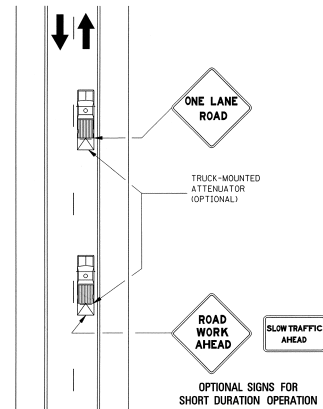 ONE LANE
ROAD
TRUCK-MOUNTED
ATTENUATOR
(OPTIONAL)
ROAD
WORK
AHEAD
SLOW TRAFFIC
AHEAD
OPTIONAL SIGNS FOR
SHORT DURATION OPERATION